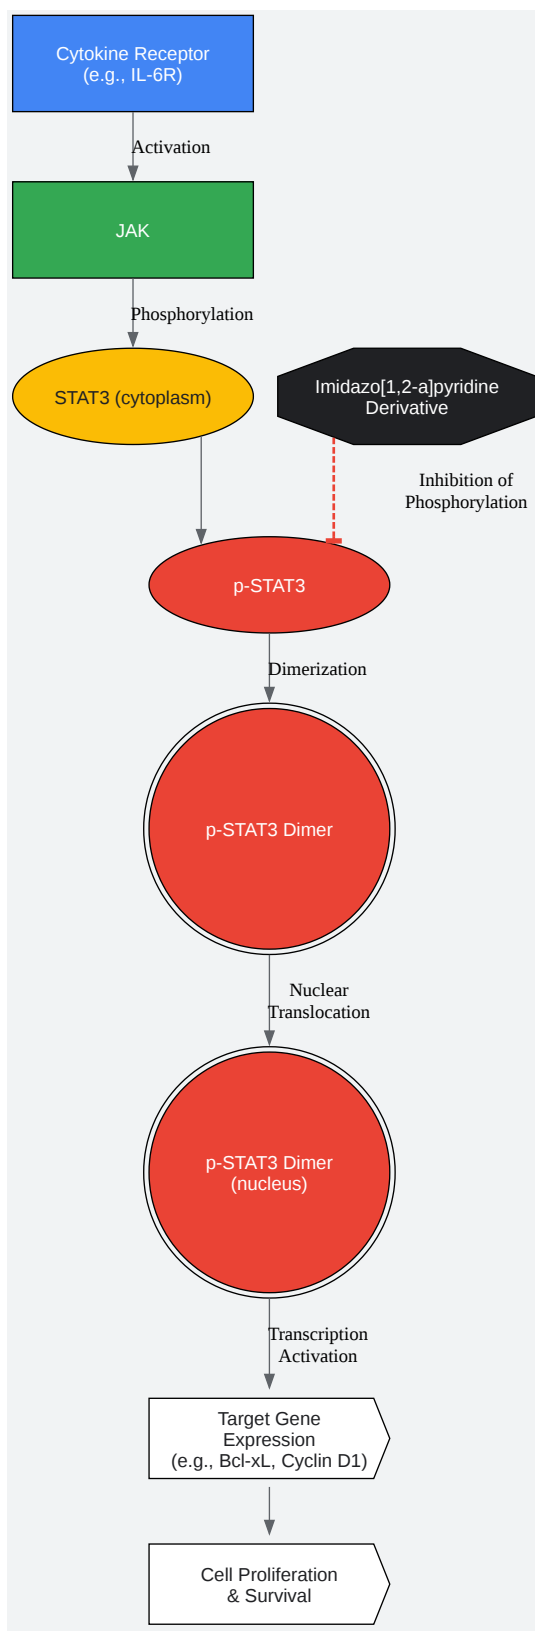 Cytokine Receptor
(e.g., IL-6R)
Activation
JAK
Phosphorylation
STAT3 (cytoplasm)
Imidazo[1,2-a]pyridine
Derivative
Inhibition of
Phosphorylation
p-STAT3
Dimerization
p-STAT3 Dimer
Nuclear
Translocation
p-STAT3 Dimer
(nucleus)
Transcription
Activation
Target Gene
Expression
(e.g., Bcl-xL, Cyclin D1)
Cell Proliferation
& Survival